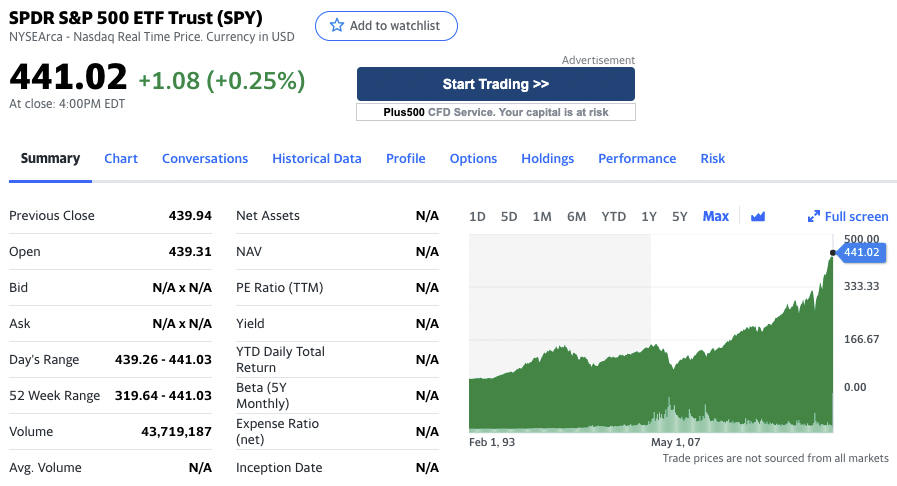 SPDR S&P 500 ETF Trust (SPY)
NYSEArca - Nasdaq Real Time Price. Currency in USD
Add to watchlist
441.02 +1.08 (+0.25%)
At close: 4:00PM EDT
Advertisement
Start Trading >>
Plus500 CFD Service. Your capital is at risk
Summary Chart Conversations Historical Data Profile Options Holdings Performance Risk
Previous Close 439.94
Open 439.31
Bid N/A x N/A
Ask N/A x N/A
Day's Range 439.26 - 441.03
52 Week Range 319.64 - 441.03
Volume 43,719,187
Avg. Volume N/A
Net Assets N/A
NAV N/A
PE Ratio (TTM) N/A
Yield N/A
YTD Daily Total
Return N/A
Beta (5Y
Monthly) N/A
Expense Ratio
(net) N/A
Inception Date N/A
1D 5D 1M 6M YTD 1Y 5Y Max Full screen
500.00
441.02
333.33
166.67
0.00
Feb 1, 93 May 1, 07
Trade prices are not sourced from all markets